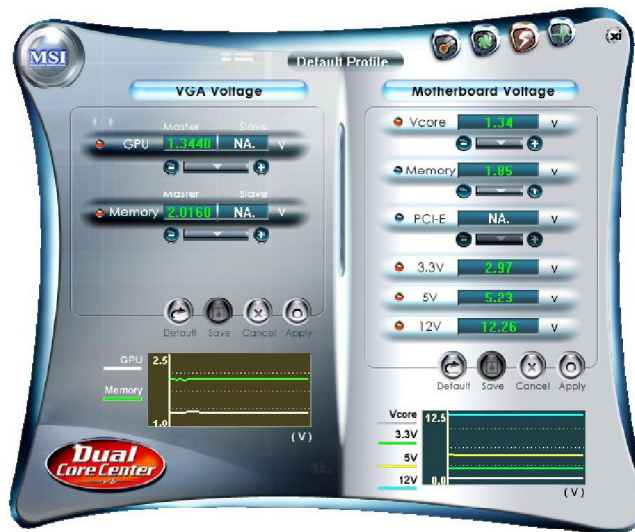 MSI
Default Profile
VGA Voltage
Master Slave
GPU 1.3440 NA. V
Master Slave
Memory 2.0160 NA. V
Default Save Cancel Apply
GPU 2.5
Memory
1.0
(V)
Dual
Core Center
Motherboard Voltage
Vcore 1.34 V
Memory 1.85 V
PCI-E NA. V
3.3V 2.97 V
5V 5.23 V
12V 12.26 V
Default Save Cancel Apply
Vcore 12.5
3.3V
5V
12V 0.0
(V)